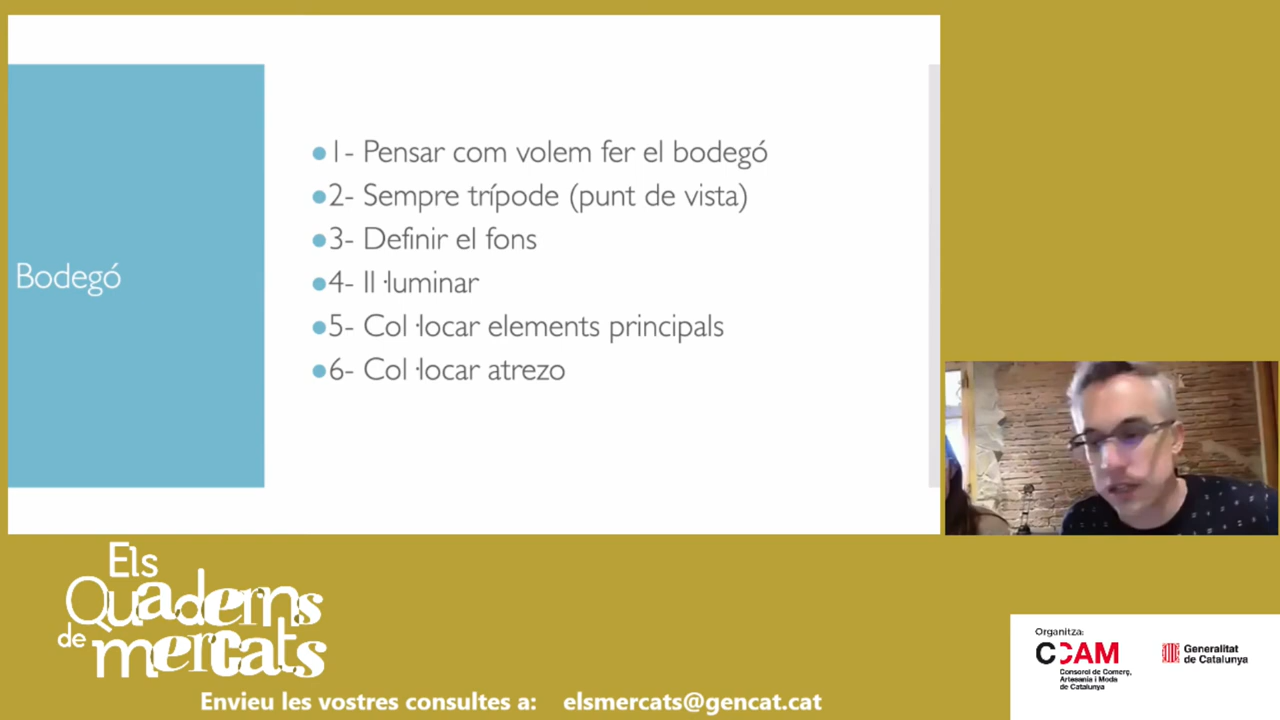 Bodegó
1- Pensar com volem fer el bodegó
2- Sempre trípode (punt de vista)
3- Definir el fons
4- Il·luminar
5- Col·locar elements principals
6- Col·locar atrezo
Els
Quaderns
de mercats
Envieu les vostres consultes a: elsmercats@gencat.cat
Organitza:
CCAM
Consorci de Comerç,
Artesania i Moda
de Catalunya
Generalitat
de Catalunya